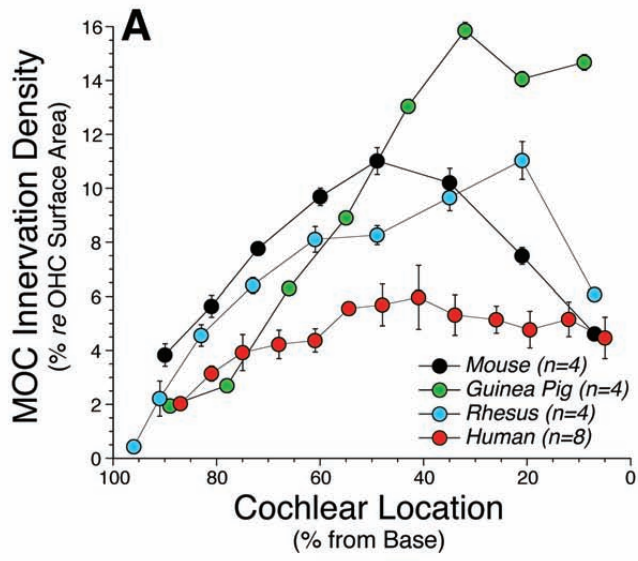 A
16
14
12
10
8
6
4
2
0
MOC Innervation Density
(% re OHC Surface Area)
Mouse (n=4)
Guinea Pig (n=4)
Rhesus (n=4)
Human (n=8)
100 80 60 40 20 0
Cochlear Location
(% from Base)